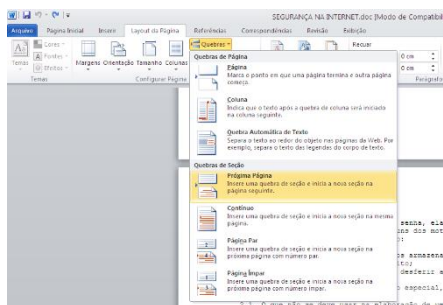 SEGURANÇA NA INTERNET.doc [Modo de Compatibi
Arquivo Página Inicial Inserir Layout da Página Referências Correspondências Revisão Exibição
Cores
Fontes
Efeitos
Temas
Margens Orientação Tamanho Colunas
Quebras
Recuar
0 cm
0 cm
Temas Configurar Página Parágrafo
Quebras de Página
Página
Marca o ponto em que uma página termina e outra página
começa.
Coluna
Indica que o texto após a quebra de coluna será iniciado
na coluna seguinte.
Quebra Automática de Texto
Separa o texto ao redor do objeto nas páginas da Web. Por
exemplo, separa o texto das legendas do corpo de texto.
Quebras de Seção
Próxima Página
Insere uma quebra de seção e inicia a nova seção na
página seguinte.
Contínuo
Insere uma quebra de seção e inicia a nova seção na mesma
página.
Página Par
Insere uma quebra de seção e inicia a nova seção na
próxima página com número par.
Página Ímpar
Insere uma quebra de seção e inicia a nova seção na
próxima página com número ímpar.
senha, ela
dos mot
armazena
desferir a
especial,